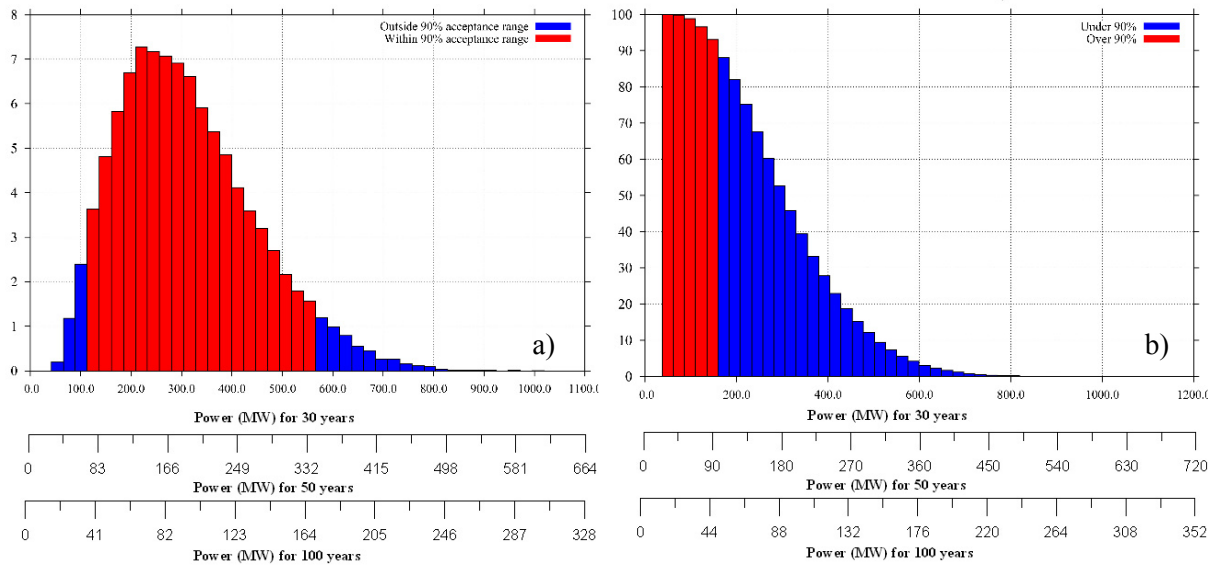 8
7
6
5
4
3
2
1
0
Outside 90% acceptance range
Within 90% acceptance range
a)
0.0 100.0 200.0 300.0 400.0 500.0 600.0 700.0 800.0 900.0 1000.0 1100.0
Power (MW) for 30 years
0 83 166 249 332 415 498 581 664
Power (MW) for 50 years
0 41 82 123 164 205 246 287 328
Power (MW) for 100 years
100
90
80
70
60
50
40
30
20
10
0
Under 90%
Over 90%
b)
0.0 200.0 400.0 600.0 800.0 1000.0 1200.0
Power (MW) for 30 years
0 90 180 270 360 450 540 630 720
Power (MW) for 50 years
0 44 88 132 176 220 264 308 352
Power (MW) for 100 years